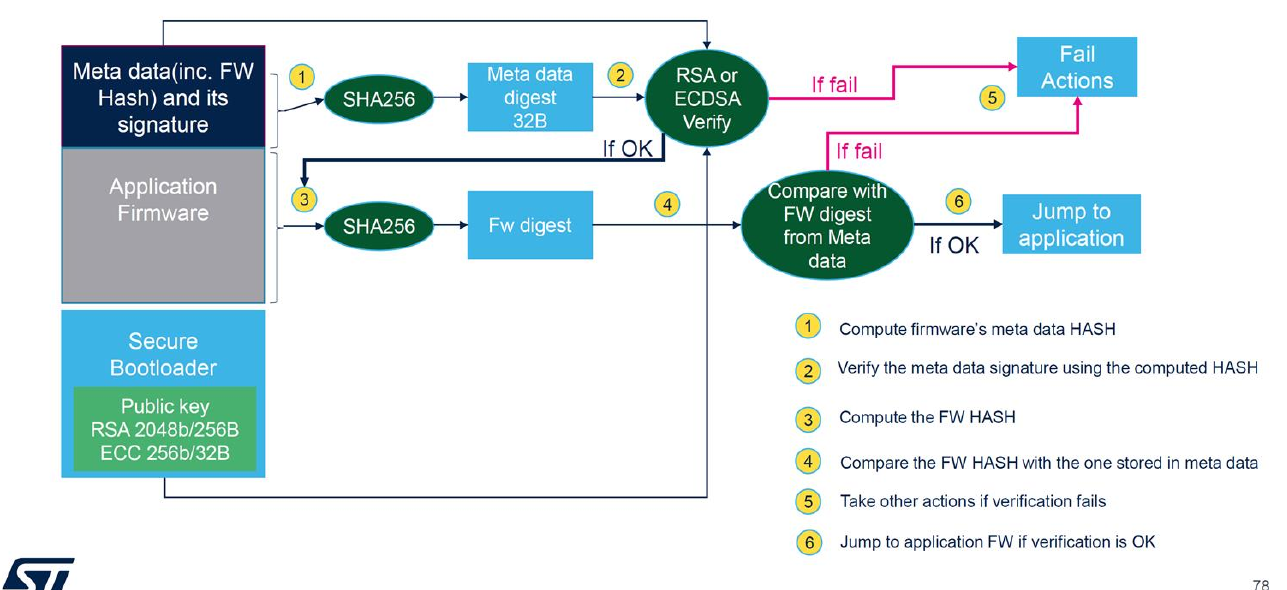 Meta data(inc. FW
Hash) and its
signature
1
SHA256
Meta data
digest
32B
2
RSA or
ECDSA
Verify
If fail
5
Fail
Actions
If OK
If fail
Application
Firmware
3
SHA256
Fw digest
4
Compare with
FW digest
from Meta
data
6
If OK
Jump to
application
Secure
Bootloader
Public key
RSA 2048b/256B
ECC 256b/32B
1 Compute firmware's meta data HASH
2 Verify the meta data signature using the computed HASH
3 Compute the FW HASH
4 Compare the FW HASH with the one stored in meta data
5 Take other actions if verification fails
6 Jump to application FW if verification is OK
ST
78